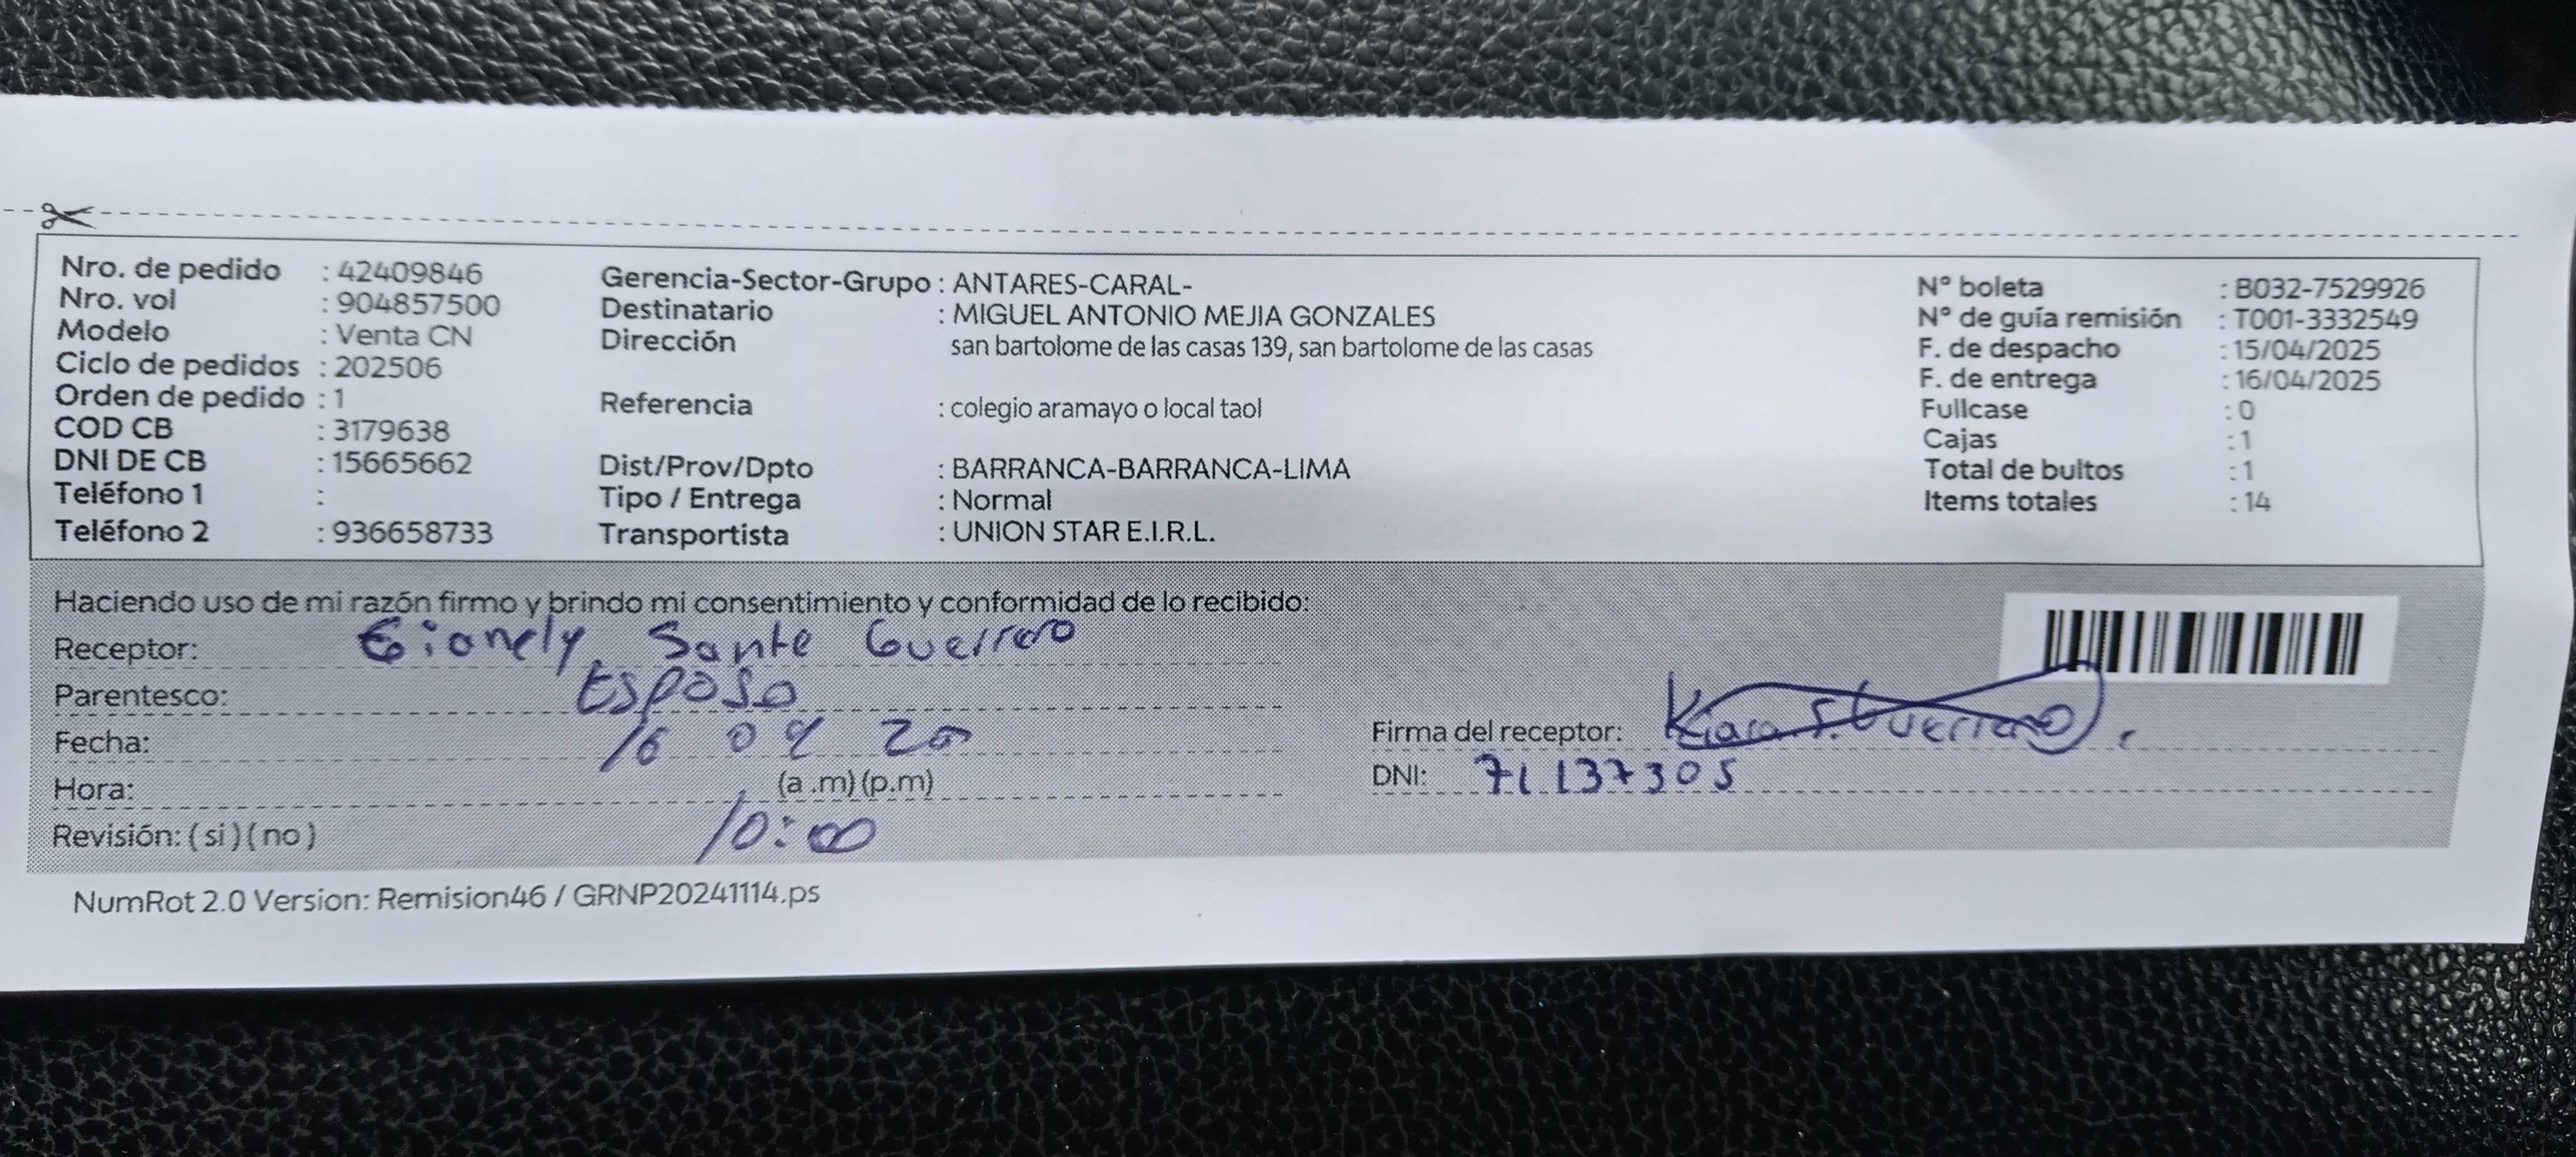 Nro. de pedido : 42409846
Nro. vol : 904857500
Modelo : Venta CN
Ciclo de pedidos : 202506
Orden de pedido : 1
COD CB : 3179638
DNI DE CB : 15665662
Teléfono 1 :
Teléfono 2 : 936658733
Gerencia-Sector-Grupo : ANTARES-CARAL-
Destinatario : MIGUEL ANTONIO MEJIA GONZALES
Dirección san bartolome de las casas 139, san bartolome de las casas
Referencia : colegio aramayo o local taol
Dist/Prov/Dpto : BARRANCA-BARRANCA-LIMA
Tipo / Entrega : Normal
Transportista : UNION STAR E.I.R.L.
N° boleta : B032-7529926
N° de guía remisión : T001-3332549
F. de despacho : 15/04/2025
F. de entrega : 16/04/2025
Fullcase : 0
Cajas : 1
Total de bultos : 1
Items totales : 14
Haciendo uso de mi razón firmo y brindo mi consentimiento y conformidad de lo recibido:
Receptor: Gionely Sante Guerrero
Parentesco: Esposo
Fecha: 16 04
Hora: (a .m) (p.m)
10:00
Revisión: ( si ) ( no )
Firma del receptor: Kiara S. Guerrero
DNI: 71137305
NumRot 2.0 Version: Remision46 / GRNP20241114.ps